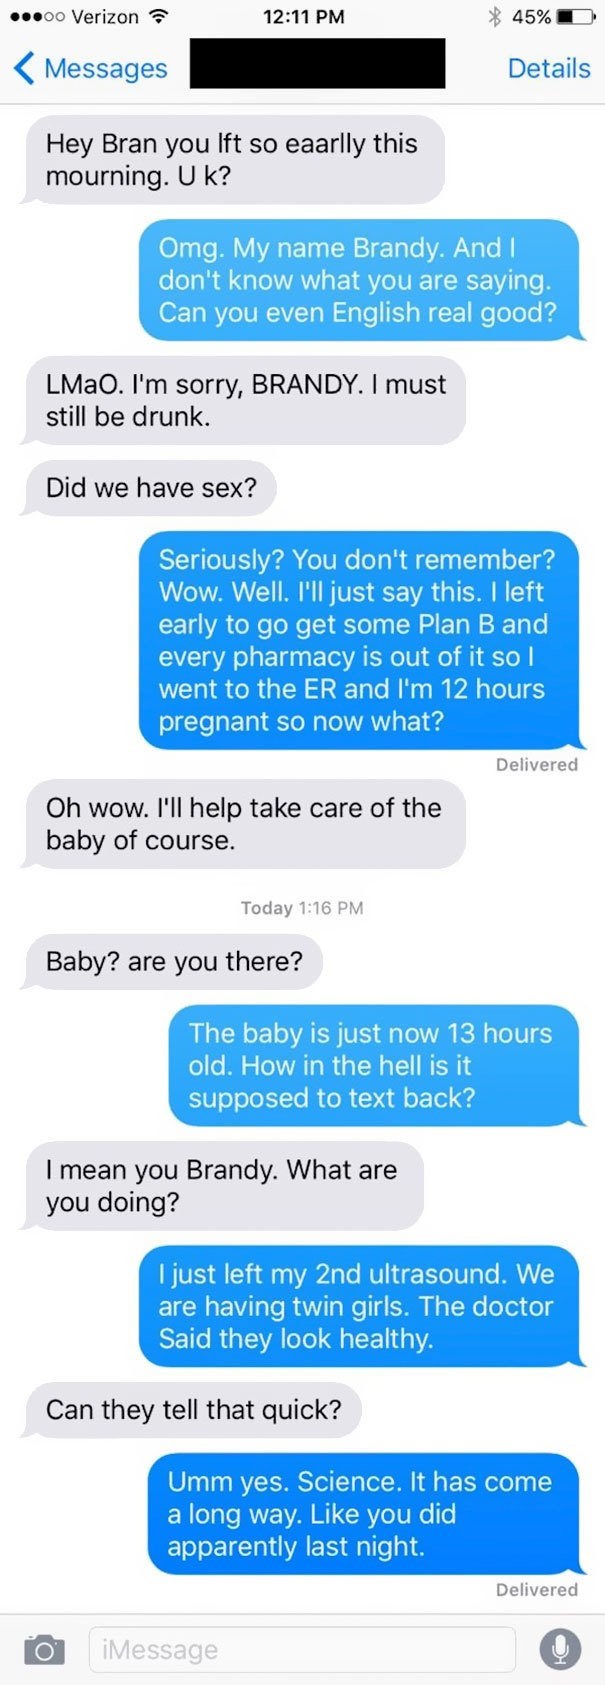 Verizon 12:11 PM 45%
Messages Details
Hey Bran you lft so eaarlly this
mourning. U k?
Omg. My name Brandy. And I
don't know what you are saying.
Can you even English real good?
LMaO. I'm sorry, BRANDY. I must
still be drunk.
Did we have sex?
Seriously? You don't remember?
Wow. Well. I'll just say this. I left
early to go get some Plan B and
every pharmacy is out of it so I
went to the ER and I'm 12 hours
pregnant so now what?
Delivered
Oh wow. I'll help take care of the
baby of course.
Today 1:16 PM
Baby? are you there?
The baby is just now 13 hours
old. How in the hell is it
supposed to text back?
I mean you Brandy. What are
you doing?
I just left my 2nd ultrasound. We
are having twin girls. The doctor
Said they look healthy.
Can they tell that quick?
Umm yes. Science. It has come
a long way. Like you did
apparently last night.
Delivered
iMessage